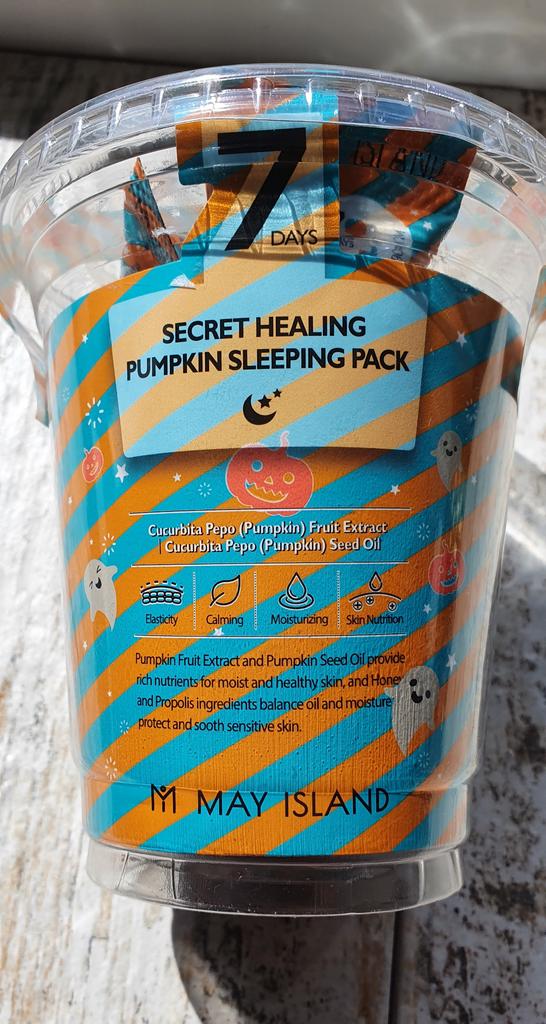 7
DAYS
ISLAND
SECRET HEALING
PUMPKIN SLEEPING PACK
Cucurbita Pepo (Pumpkin) Fruit Extract
| Cucurbita Pepo (Pumpkin) Seed Oil
Elasticity
Calming
Moisturizing
Skin Nutrition
Pumpkin Fruit Extract and Pumpkin Seed Oil provide
rich nutrients for moist and healthy skin, and Honey
and Propolis ingredients balance oil and moisture
protect and sooth sensitive skin.
MAY ISLAND